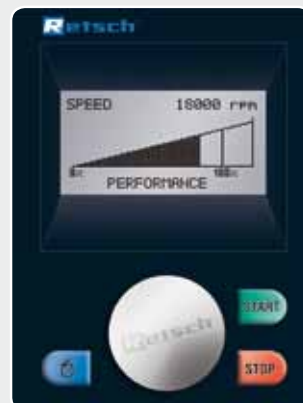 Retsch
SPEED 18000 rpm
0% 100%
PERFORMANCE
Retsch
START
STOP